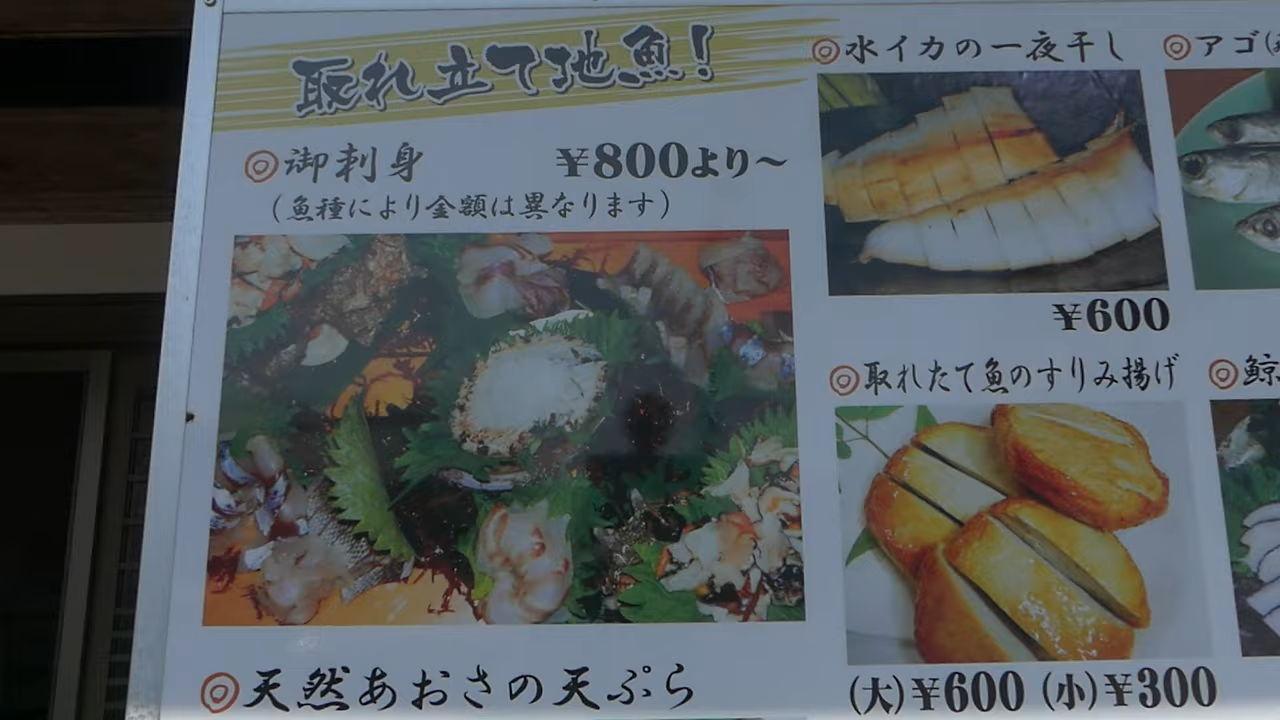 取れ立て地魚!
◎御刺身 ¥800より〜
(魚種により金額は異なります)
◎天然あおさの天ぷら
◎水イカの一夜干し
¥600
◎取れたて魚のすりみ揚げ
(大)¥600 (小)¥300
◎アゴ
◎鯨